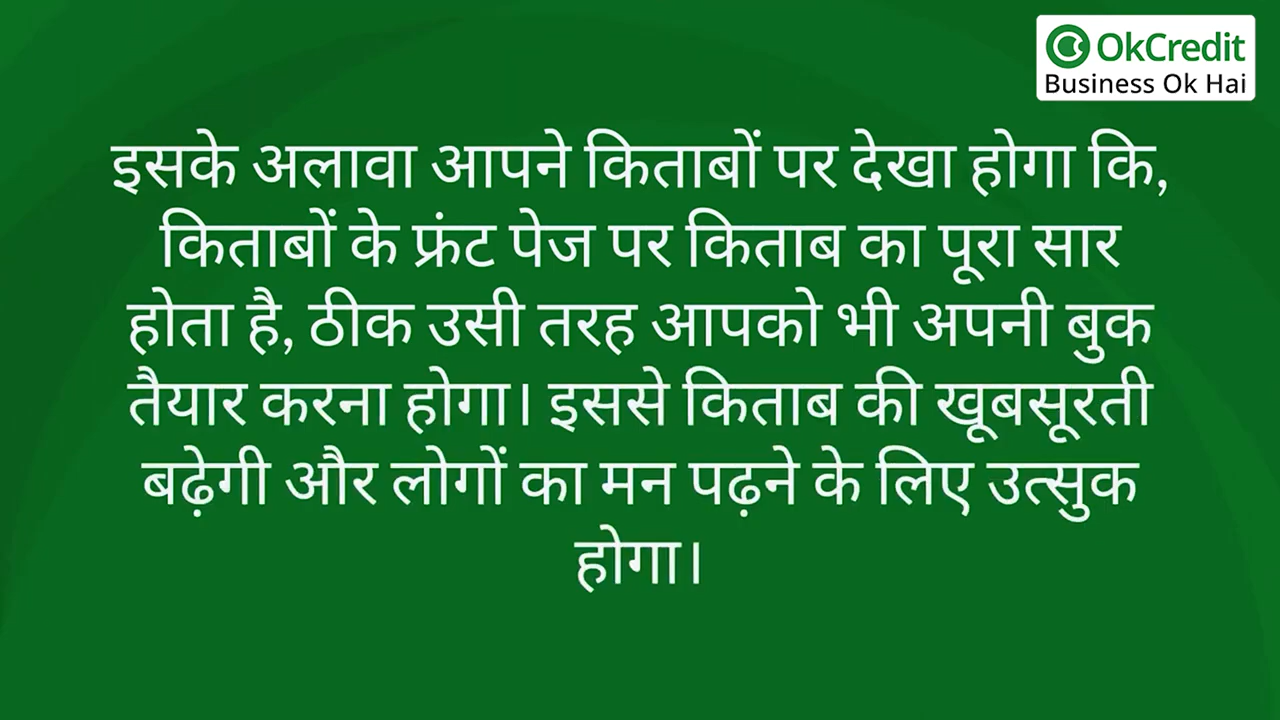 OkCredit
Business Ok Hai
इसके अलावा आपने किताबों पर देखा होगा कि,
किताबों के फ्रंट पेज पर किताब का पूरा सार
होता है, ठीक उसी तरह आपको भी अपनी बुक
तैयार करना होगा। इससे किताब की खूबसूरती
बढ़ेगी और लोगों का मन पढ़ने के लिए उत्सुक
होगा।